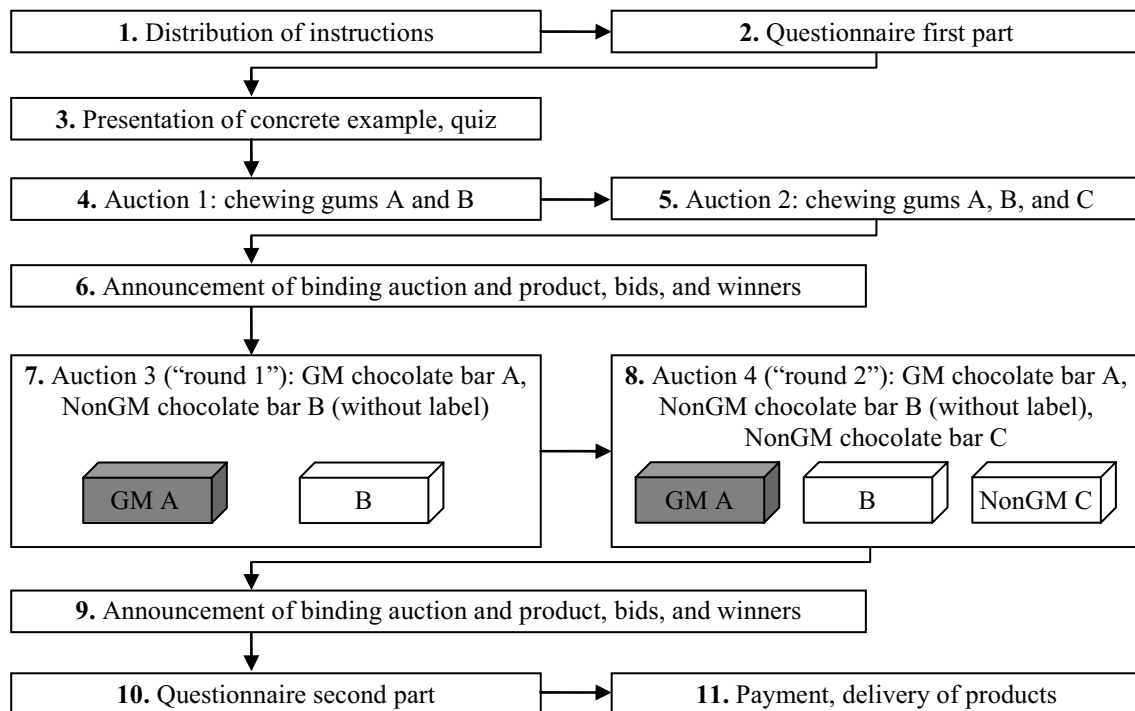 1. Distribution of instructions
2. Questionnaire first part
3. Presentation of concrete example, quiz
4. Auction 1: chewing gums A and B
5. Auction 2: chewing gums A, B, and C
6. Announcement of binding auction and product, bids, and winners
7. Auction 3 (“round 1”): GM chocolate bar A,
NonGM chocolate bar B (without label)
GM A
B
8. Auction 4 (“round 2”): GM chocolate bar A,
NonGM chocolate bar B (without label),
NonGM chocolate bar C
GM A
B
NonGM C
9. Announcement of binding auction and product, bids, and winners
10. Questionnaire second part
11. Payment, delivery of products